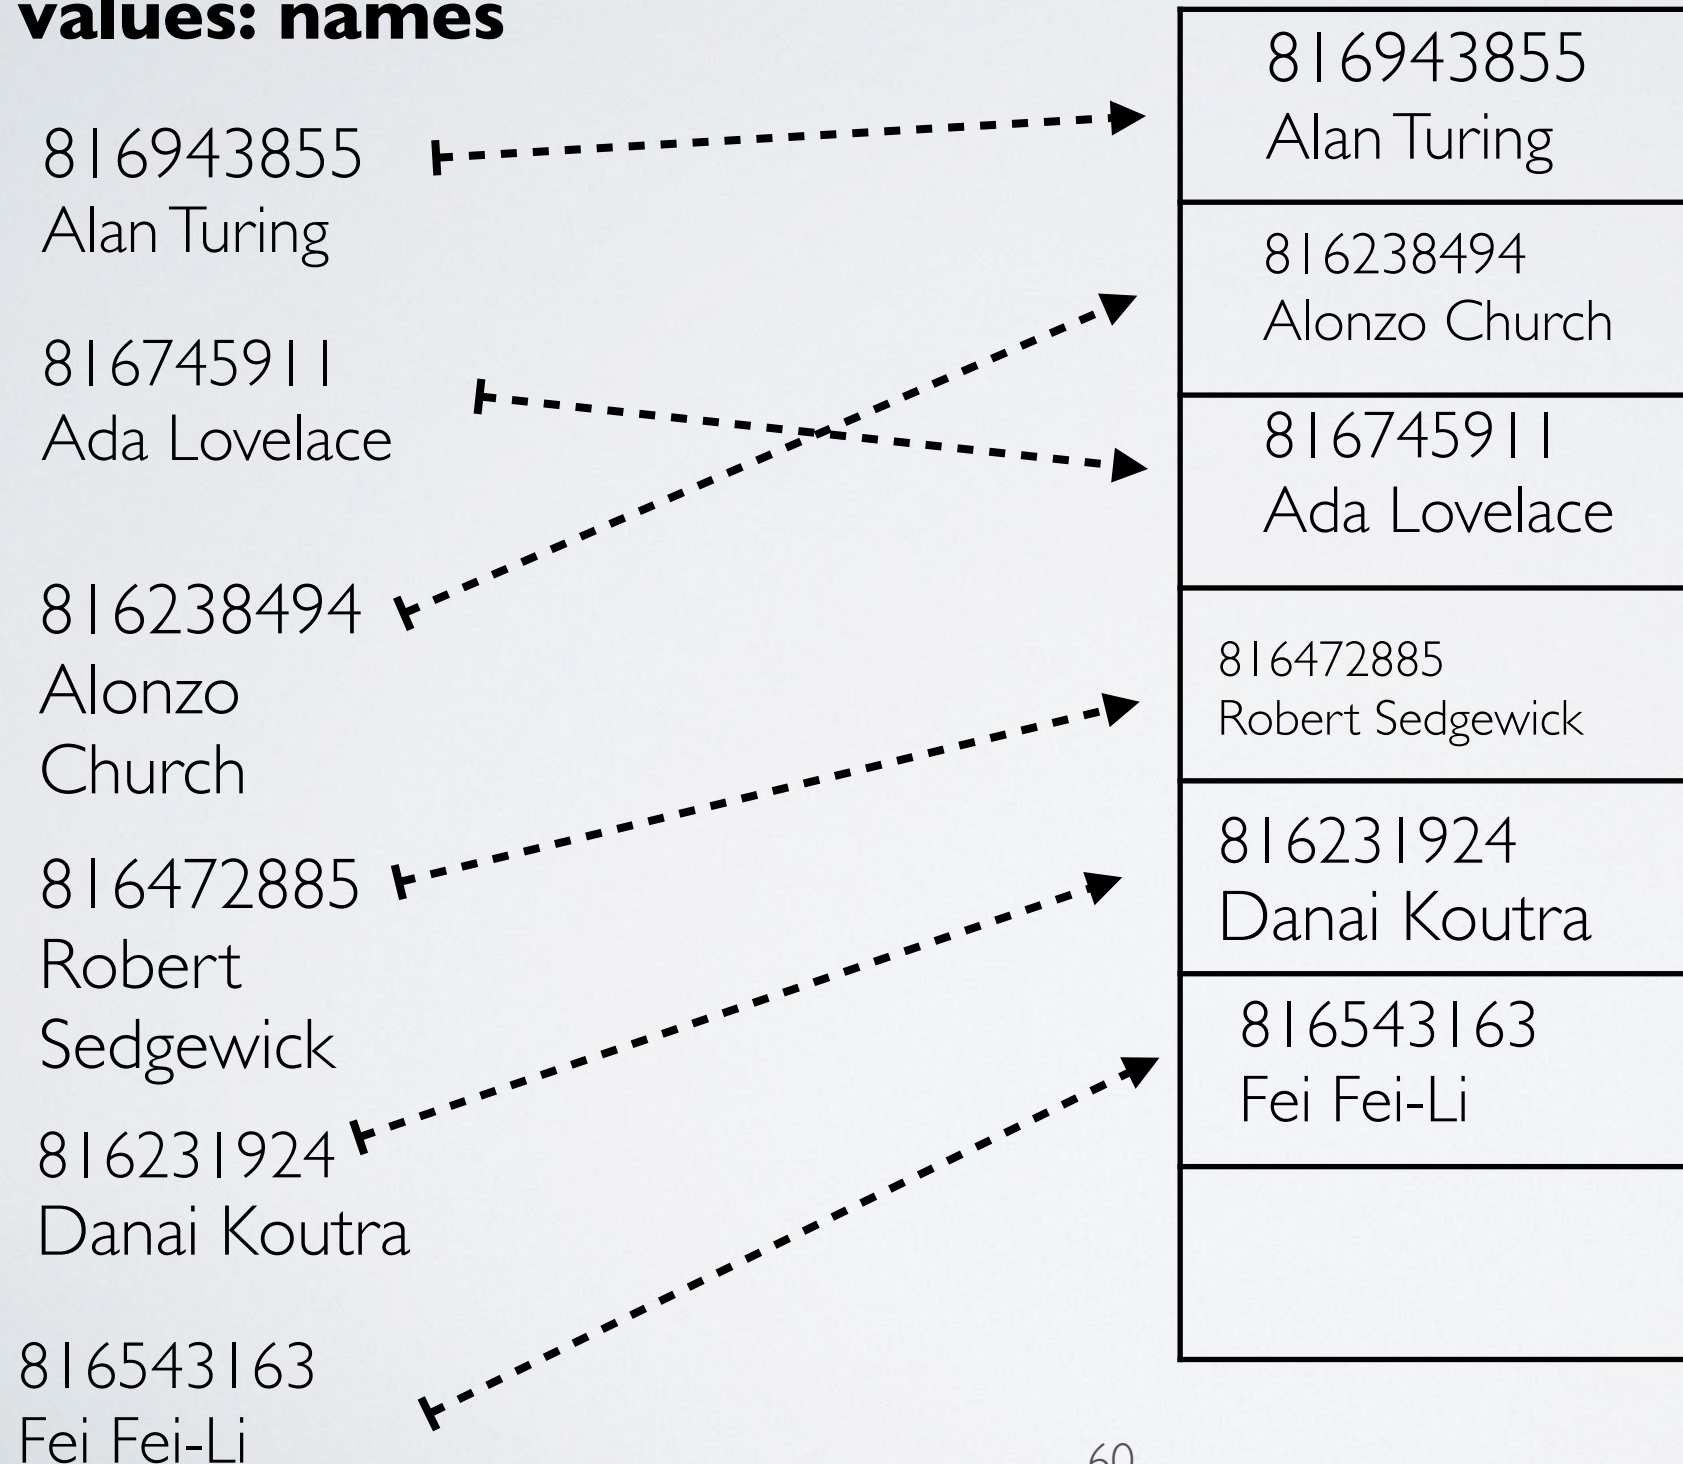 values: names
816943855
Alan Turing
816745911
Ada Lovelace
816238494
Alonzo
Church
816472885
Robert
Sedgewick
816231924
Danai Koutra
816543163
Fei Fei-Li
816943855
Alan Turing
816238494
Alonzo Church
816745911
Ada Lovelace
816472885
Robert Sedgewick
816231924
Danai Koutra
816543163
Fei Fei-Li
60